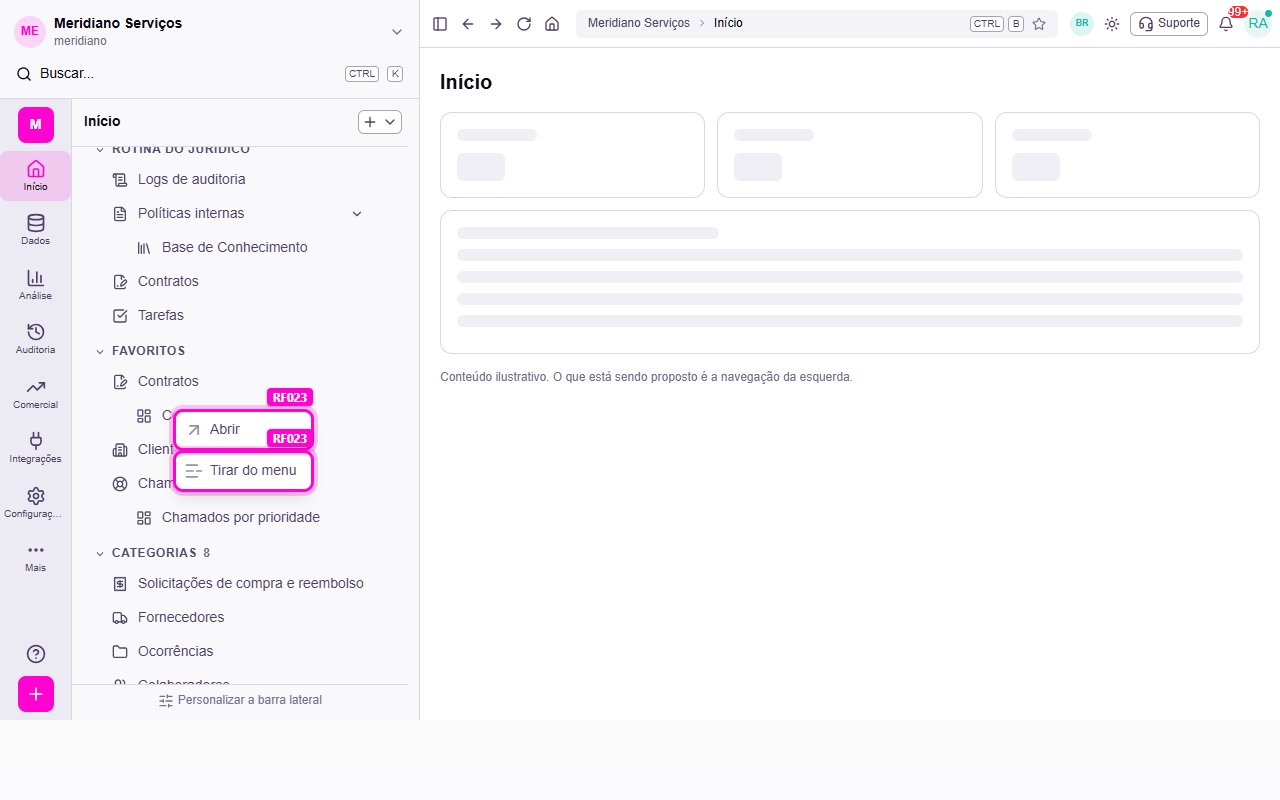 ME
Meridiano Serviços
meridiano
Buscar...
CTRL K
Meridiano Serviços
Início
CTRL B
BR
Suporte
99+
RA
M
Início
Dados
Análise
Auditoria
Comercial
Integrações
Configuraç...
Mais
Início
ROTINA DO JURÍDICO
Logs de auditoria
Políticas internas
Base de Conhecimento
Contratos
Tarefas
FAVORITOS
Contratos
RF023
Abrir
RF023
Tirar do menu
Chamados por prioridade
CATEGORIAS 8
Solicitações de compra e reembolso
Fornecedores
Ocorrências
Colaboradores
Personalizar a barra lateral
Início
Conteúdo ilustrativo. O que está sendo proposto é a navegação da esquerda.